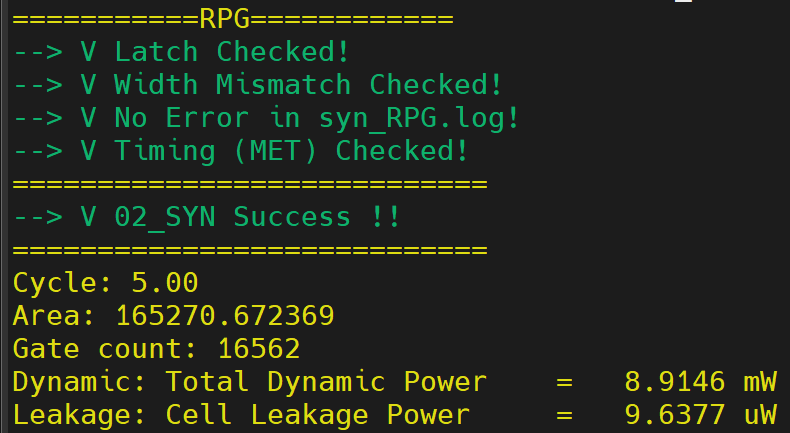 ===========RPG============
--> V Latch Checked!
--> V Width Mismatch Checked!
--> V No Error in syn_RPG.log!
--> V Timing (MET) Checked!
============================
--> V 02_SYN Success !!
============================
Cycle: 5.00
Area: 165270.672369
Gate count: 16562
Dynamic: Total Dynamic Power    =   8.9146 mW
Leakage: Cell Leakage Power     =   9.6377 uW